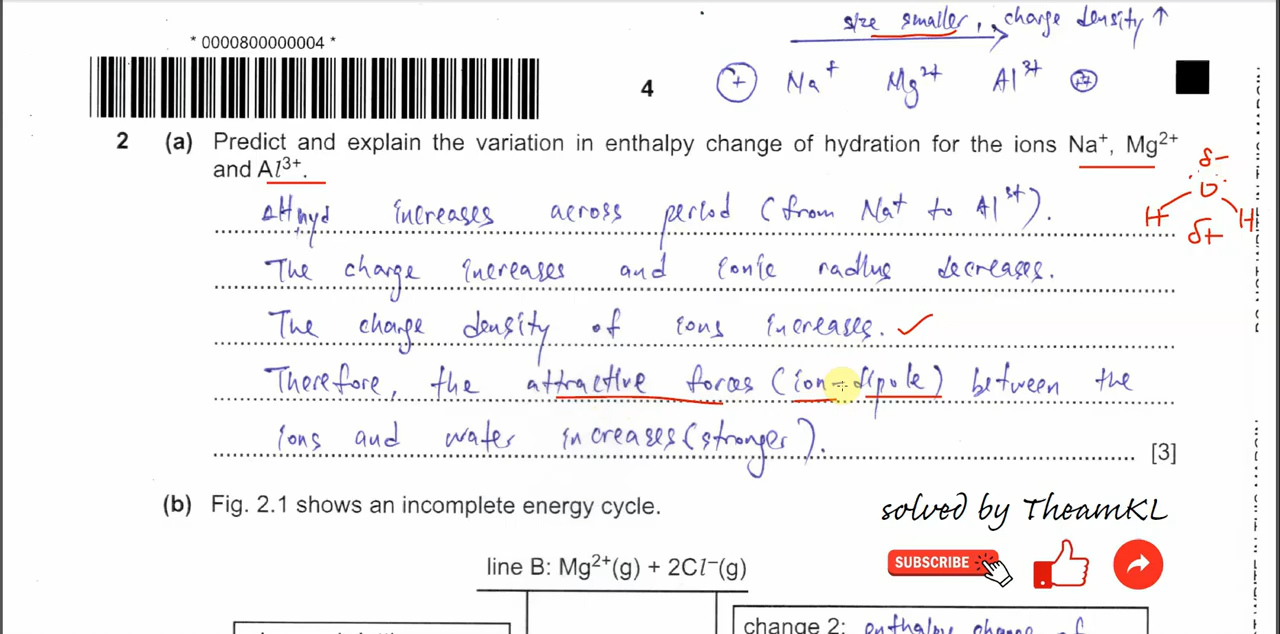 size smaller, charge density ↑
* 0000800000004 *
4
+ Na⁺ Mg²⁺ Al³⁺
2 (a) Predict and explain the variation in enthalpy change of hydration for the ions Na⁺, Mg²⁺
and Al³⁺.
δ−
O
H H
δ+
ΔHhyd increases across period (from Na⁺ to Al³⁺).
The charge increases and ionic radius decreases.
The charge density of ions increases. ✓
Therefore, the attractive forces (ion-dipole) between the
ions and water increases (stronger).
[3]
(b) Fig. 2.1 shows an incomplete energy cycle.
solved by TheamKL
SUBSCRIBE
line B: Mg²⁺(g) + 2Cl⁻(g)
change 2: enthalpy change of